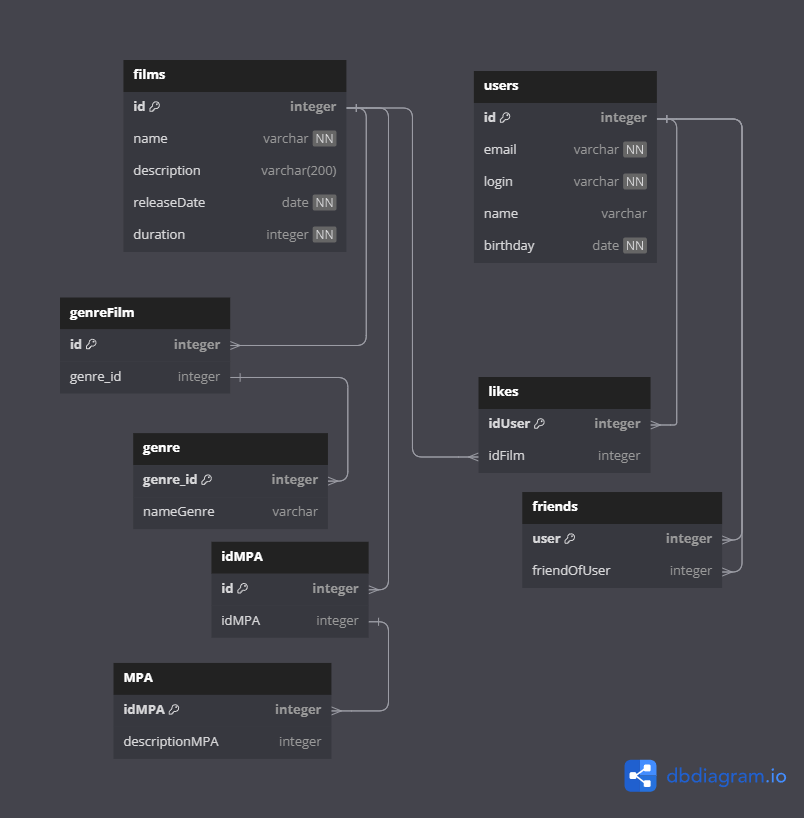 films
id integer
name varchar NN
description varchar(200)
releaseDate date NN
duration integer NN
users
id integer
email varchar NN
login varchar NN
name varchar
birthday date NN
genreFilm
id integer
genre_id integer
likes
idUser integer
idFilm integer
genre
genre_id integer
nameGenre varchar
friends
user integer
friendOfUser integer
idMPA
id integer
idMPA integer
MPA
idMPA integer
descriptionMPA integer
dbdiagram.io